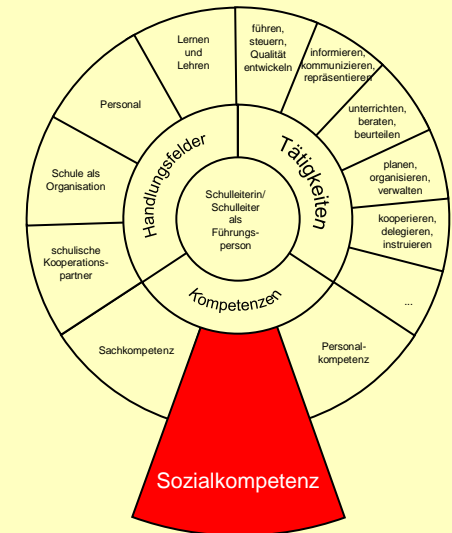 Lernen
und
Lehren
führen,
steuern,
Qualität
entwickeln
informieren,
kommunizieren,
repräsentieren
unterrichten,
beraten,
beurteilen
planen,
organisieren,
verwalten
kooperieren,
delegieren,
instruieren
...
Personal
Schule als
Organisation
schulische
Kooperations-
partner
Handlungsfelder
Tätigkeiten
Kompetenzen
Schulleiterin/
Schulleiter
als
Führungs-
person
Sachkompetenz
Personal-
kompetenz
Sozialkompetenz